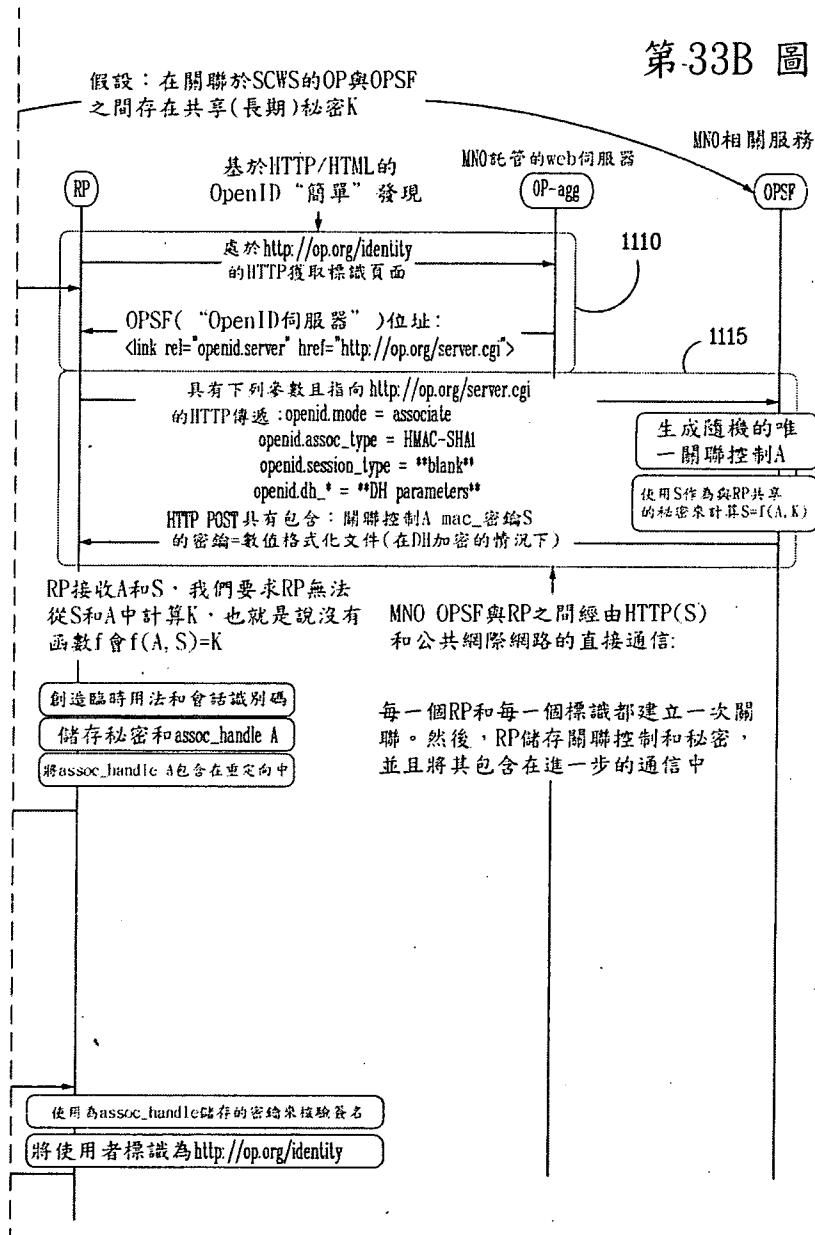 第33B 圖
假設：在關聯於SCWS的OP與OPSF
之間存在共享(長期)秘密K
MNO相關服務
基於HTTP/HTML的
OpenID“簡單”發現
MNO託管的web伺服器
RP
OP-agg
OPSF
處於http://op.org/identity
的HTTP獲取標識頁面
1110
OPSF(“OpenID伺服器”)位址:
<link rel="openid.server" href="http://op.org/server.cgi">
1115
具有下列參數且指向http://op.org/server.cgi
的HTTP傳遞:openid.mode = associate
openid.assoc_type = HMAC-SHA1
openid.session_type = **blank**
openid.dh_* = **DH parameters**
生成隨機的唯
一關聯控制A
使用S作為與RP共享
的秘密來計算S=f(A,K)
HTTP POST具有包含：關聯控制A mac_密鑰S
的密鑰=數值格式化文件(在DH加密的情況下)
RP接收A和S，我們要求RP無法
從S和A中計算K，也就是說沒有
函數f會f(A,S)=K
MNO OPSF與RP之間經由HTTP(S)
和公共網際網路的直接通信:
創造臨時用法和會話識別碼
儲存秘密和assoc_handle A
將assoc_handle A包含在重定向中
每一個RP和每一個標識都建立一次關
聯。然後，RP儲存關聯控制和秘密，
並且將其包含在進一步的通信中
使用為assoc_handle儲存的密鑰來核驗簽名
將使用者標識為http://op.org/identity